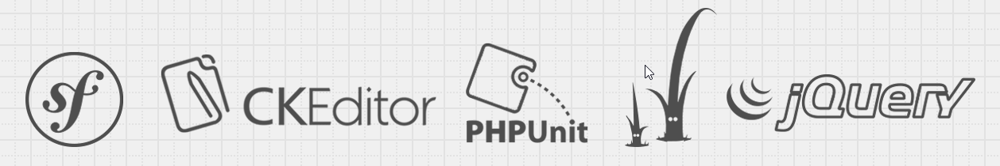 sf
CKEditor
PHPUnit
jQuery